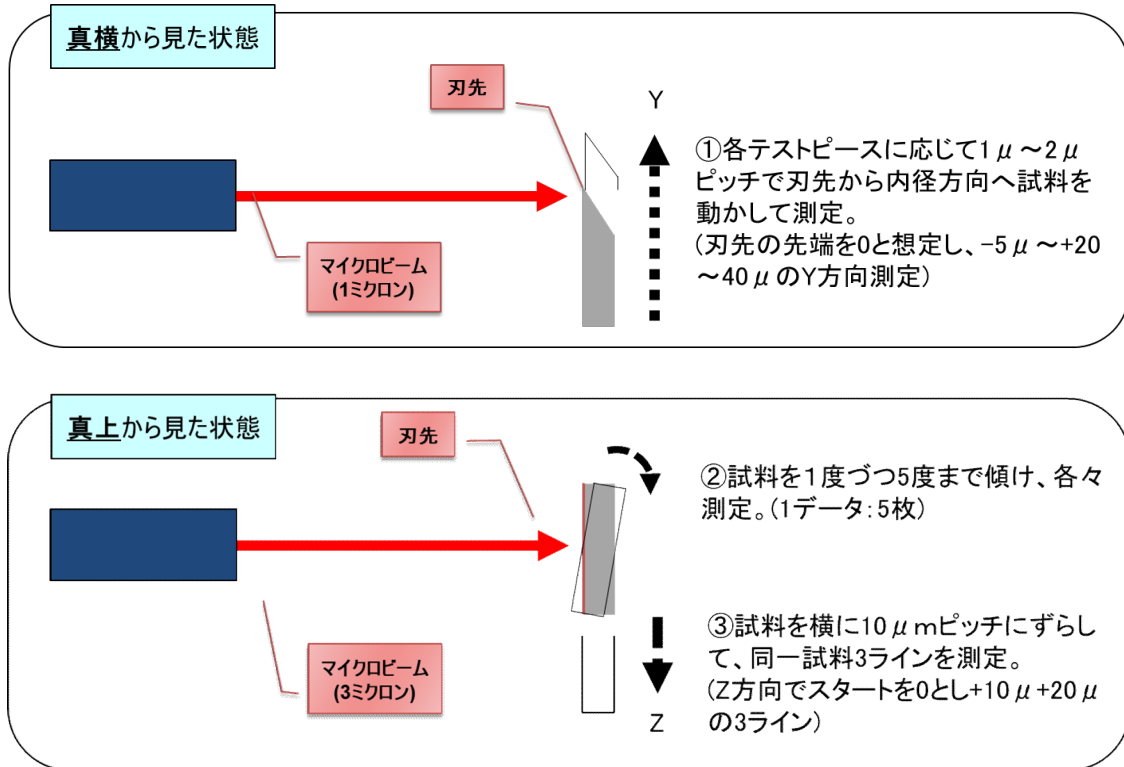 真横から見た状態
刃先
Y
①各テストピースに応じて1μ～2μ
ピッチで刃先から内径方向へ試料を
動かして測定。
(刃先の先端を0と想定し、-5μ～+20
～40μのY方向測定)
マイクロビーム
(1ミクロン)
真上から見た状態
刃先
②試料を1度づつ5度まで傾け、各々
測定。(1データ:5枚)
マイクロビーム
(3ミクロン)
③試料を横に10μmピッチにずらし
て、同一試料3ラインを測定。
(Z方向でスタートを0とし+10μ+20μ
の3ライン)
Z